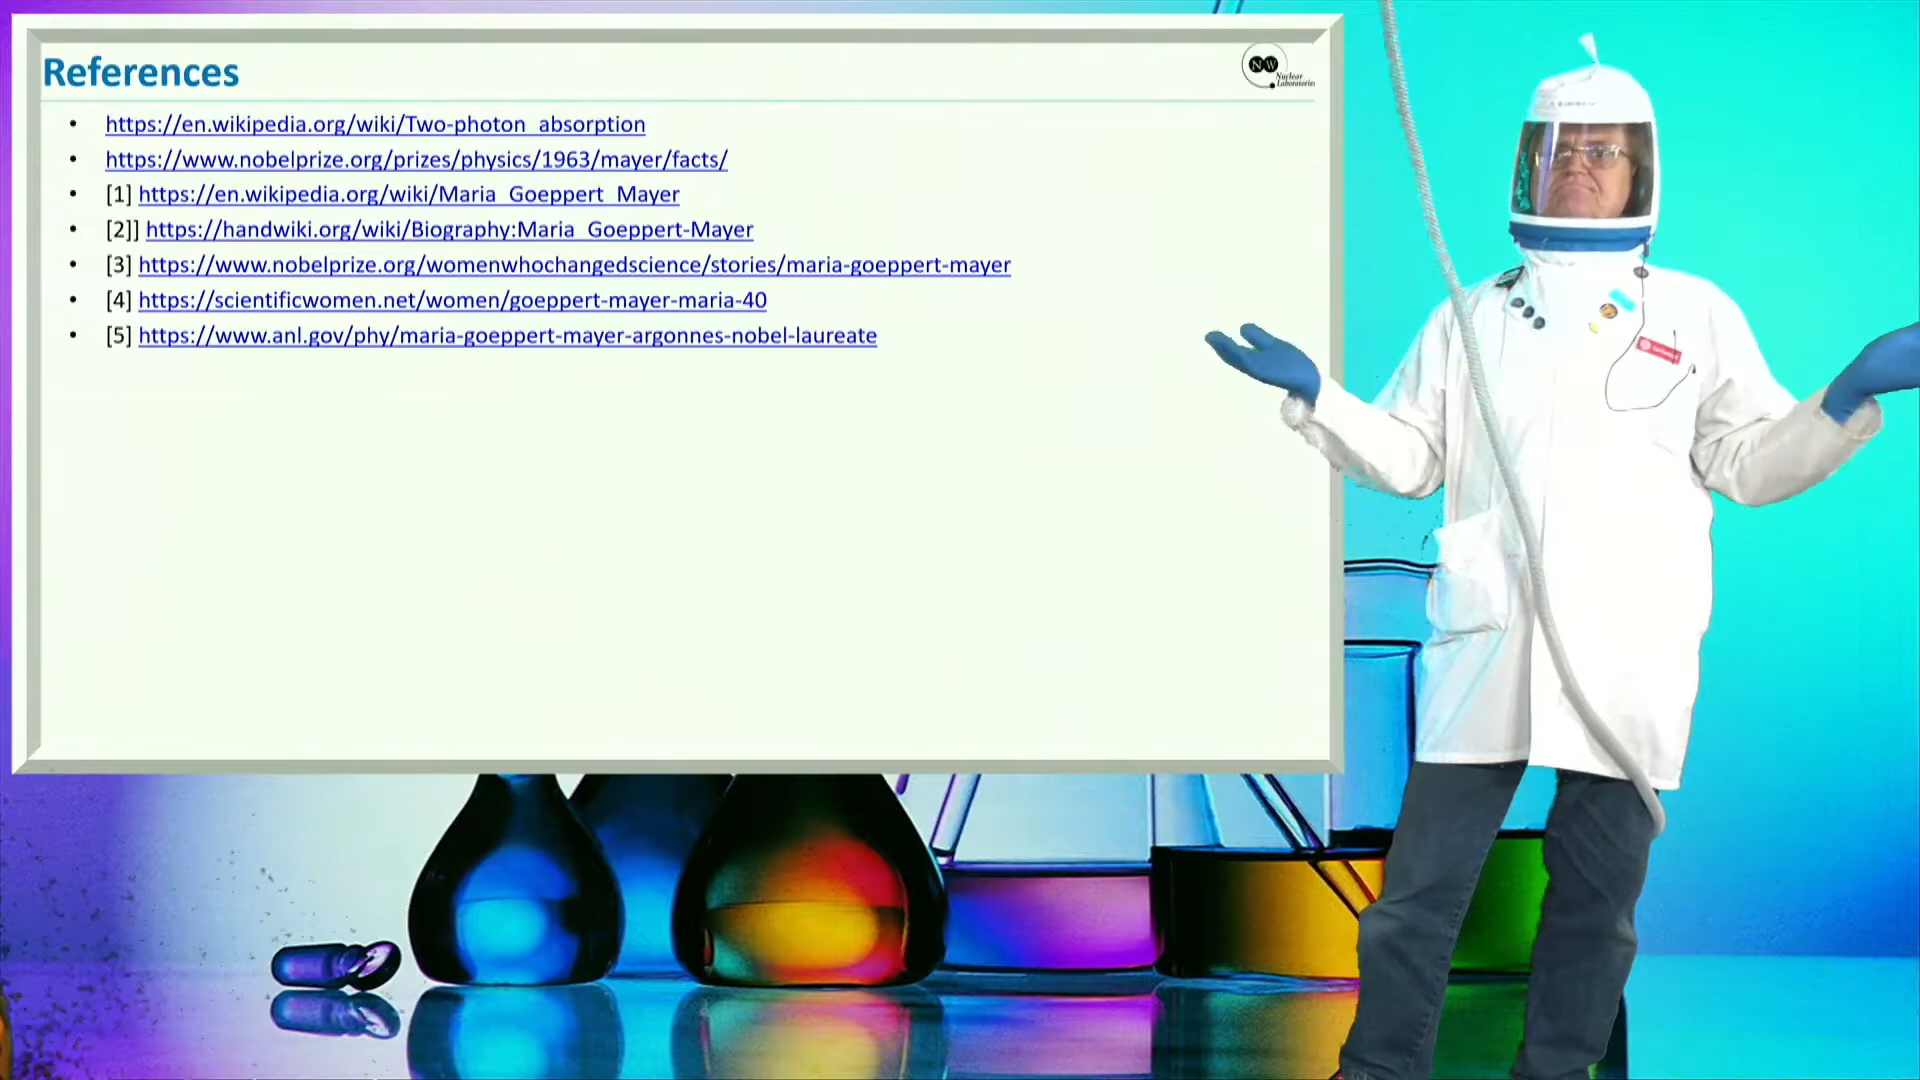 References
NW
Nuclear
Laboratories
• https://en.wikipedia.org/wiki/Two-photon_absorption
• https://www.nobelprize.org/prizes/physics/1963/mayer/facts/
• [1] https://en.wikipedia.org/wiki/Maria_Goeppert_Mayer
• [2]] https://handwiki.org/wiki/Biography:Maria_Goeppert-Mayer
• [3] https://www.nobelprize.org/womenwhochangedscience/stories/maria-goeppert-mayer
• [4] https://scientificwomen.net/women/goeppert-mayer-maria-40
• [5] https://www.anl.gov/phy/maria-goeppert-mayer-argonnes-nobel-laureate